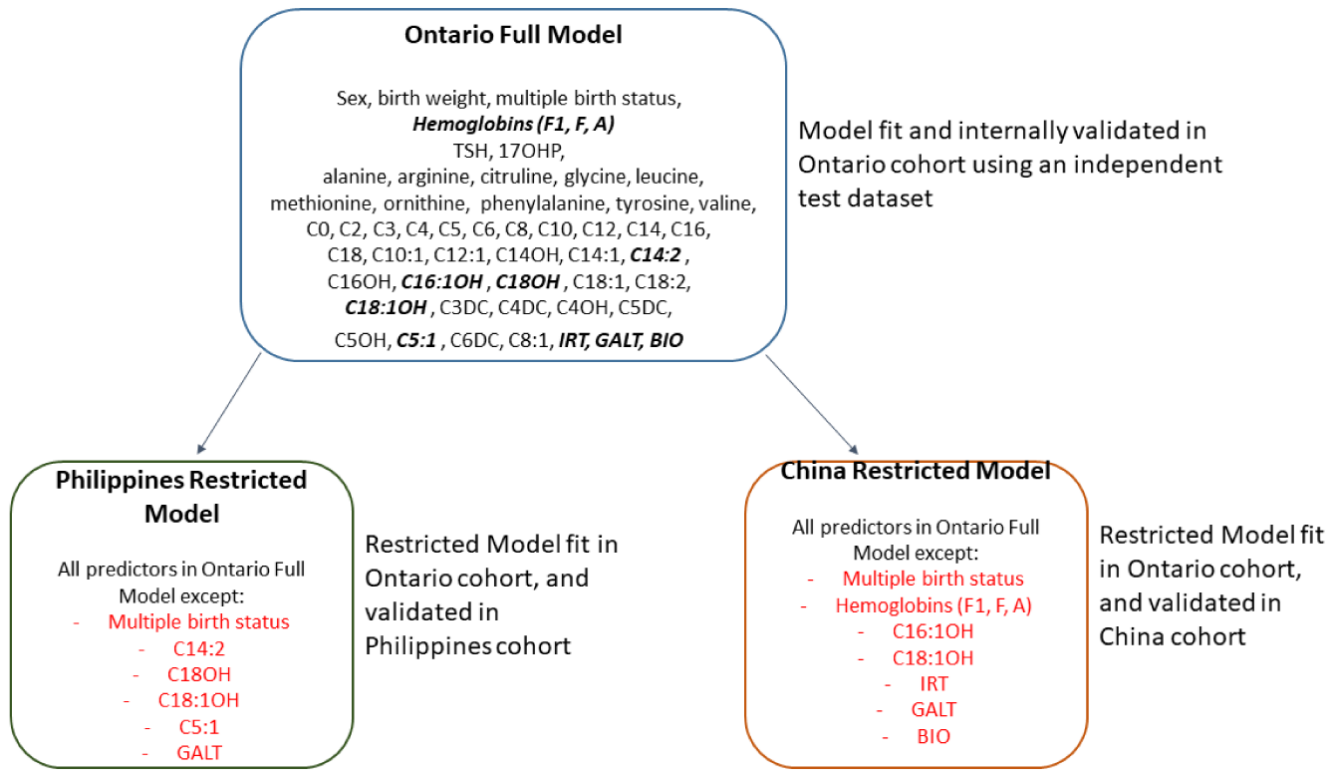 Ontario Full Model
Sex, birth weight, multiple birth status,
Hemoglobins (F1, F, A)
TSH, 17OHP,
alanine, arginine, citruline, glycine, leucine,
methionine, ornithine, phenylalanine, tyrosine, valine,
C0, C2, C3, C4, C5, C6, C8, C10, C12, C14, C16,
C18, C10:1, C12:1, C14OH, C14:1, C14:2 ,
C16OH, C16:1OH , C18OH , C18:1, C18:2,
C18:1OH , C3DC, C4DC, C4OH, C5DC,
C5OH, C5:1 , C6DC, C8:1, IRT, GALT, BIO
Model fit and internally validated in
Ontario cohort using an independent
test dataset
Philippines Restricted
Model
All predictors in Ontario Full
Model except:
- Multiple birth status
- C14:2
- C18OH
- C18:1OH
- C5:1
- GALT
Restricted Model fit in
Ontario cohort, and
validated in
Philippines cohort
China Restricted Model
All predictors in Ontario Full
Model except:
- Multiple birth status
- Hemoglobins (F1, F, A)
- C16:1OH
- C18:1OH
- IRT
- GALT
- BIO
Restricted Model fit
in Ontario cohort,
and validated in
China cohort